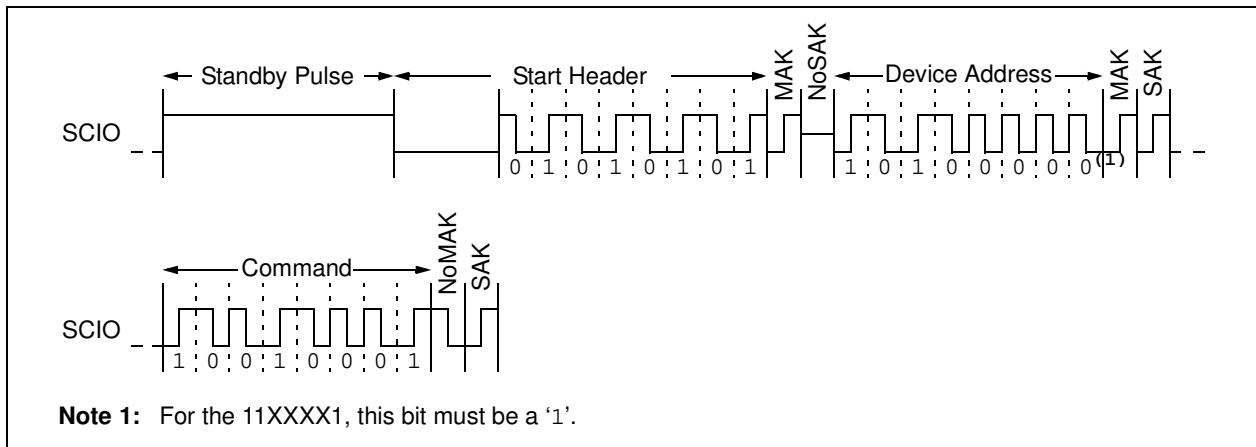 Standby Pulse Start Header MAK NoSAK Device Address MAK SAK
SCIO
0 1 0 1 0 1 0 1 1 0 1 0 0 0 0 0(1)
Command NoMAK SAK
SCIO
1 0 0 1 0 0 0 1
Note 1: For the 11XXXX1, this bit must be a ‘1’.